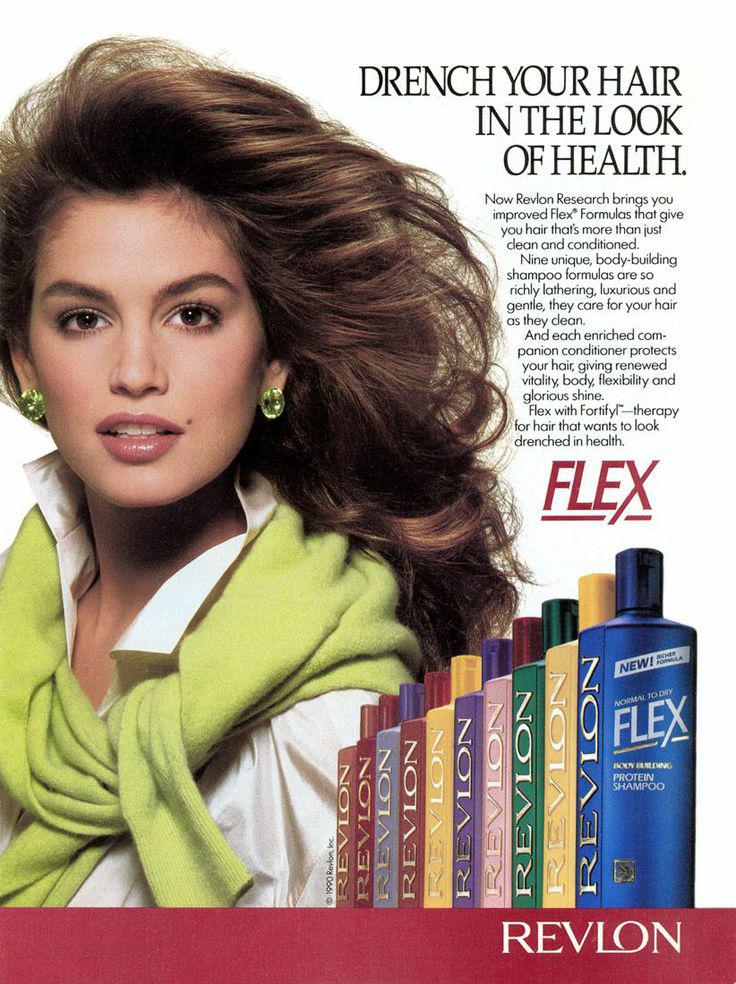 DRENCH YOUR HAIR
IN THE LOOK
OF HEALTH.
Now Revlon Research brings you
improved Flex® Formulas that give
you hair that's more than just
clean and conditioned.
Nine unique, body-building
shampoo formulas are so
richly lathering, luxurious and
gentle, they care for your hair
as they clean.
And each enriched com-
panion conditioner protects
your hair, giving renewed
vitality, body, flexibility and
glorious shine.
Flex with Fortifyl™—therapy
for hair that wants to look
drenched in health.
FLEX
REVLON
REVLON
REVLON
REVLON
REVLON
REVLON
REVLON
REVLON
REVLON
REVLON
NEW! RICHER
FORMULA
NORMAL TO DRY
FLEX
BODY BUILDING
PROTEIN
SHAMPOO
© 1990 Revlon, Inc.
REVLON